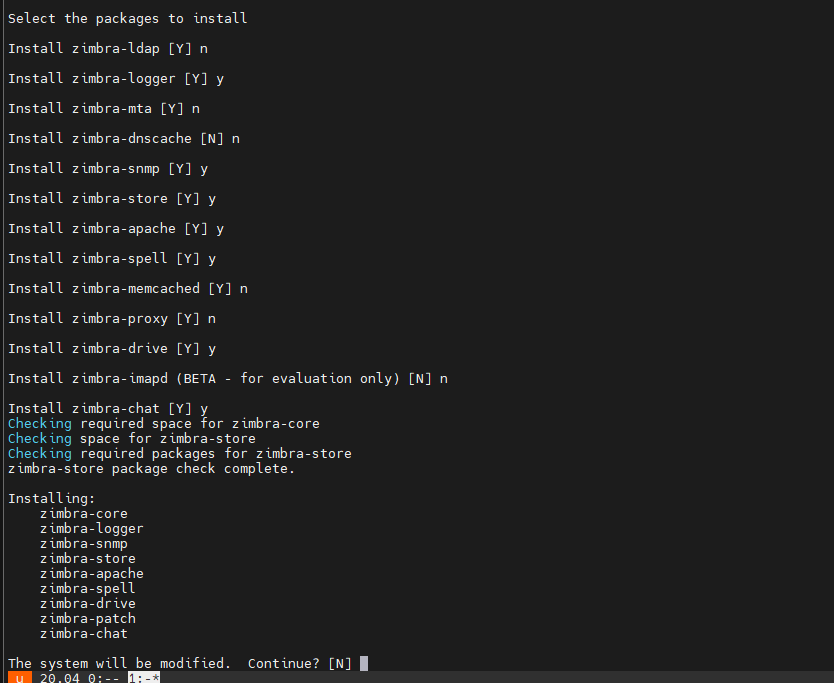 Select the packages to install
Install zimbra-ldap [Y] n
Install zimbra-logger [Y] y
Install zimbra-mta [Y] n
Install zimbra-dnscache [N] n
Install zimbra-snmp [Y] y
Install zimbra-store [Y] y
Install zimbra-apache [Y] y
Install zimbra-spell [Y] y
Install zimbra-memcached [Y] n
Install zimbra-proxy [Y] n
Install zimbra-drive [Y] y
Install zimbra-imapd (BETA - for evaluation only) [N] n
Install zimbra-chat [Y] y
Checking required space for zimbra-core
Checking space for zimbra-store
Checking required packages for zimbra-store
zimbra-store package check complete.
Installing:
zimbra-core
zimbra-logger
zimbra-snmp
zimbra-store
zimbra-apache
zimbra-spell
zimbra-drive
zimbra-patch
zimbra-chat
The system will be modified.  Continue? [N]
u 20.04 0:-- 1:-*